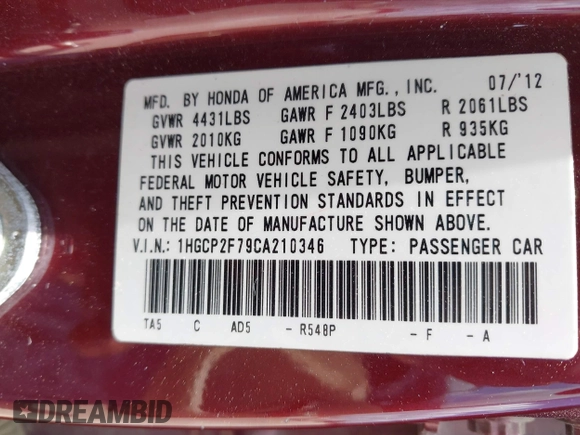 MFD. BY HONDA OF AMERICA MFG., INC. 07/'12
GVWR 4431LBS GAWR F 2403LBS R 2061LBS
GVWR 2010KG GAWR F 1090KG R 935KG
THIS VEHICLE CONFORMS TO ALL APPLICABLE
FEDERAL MOTOR VEHICLE SAFETY, BUMPER,
AND THEFT PREVENTION STANDARDS IN EFFECT
ON THE DATE OF MANUFACTURE SHOWN ABOVE.
V.I.N.: 1HGCP2F79CA210346 TYPE: PASSENGER CAR
TA5 C AD5 - R548P - F - A
DREAMBID